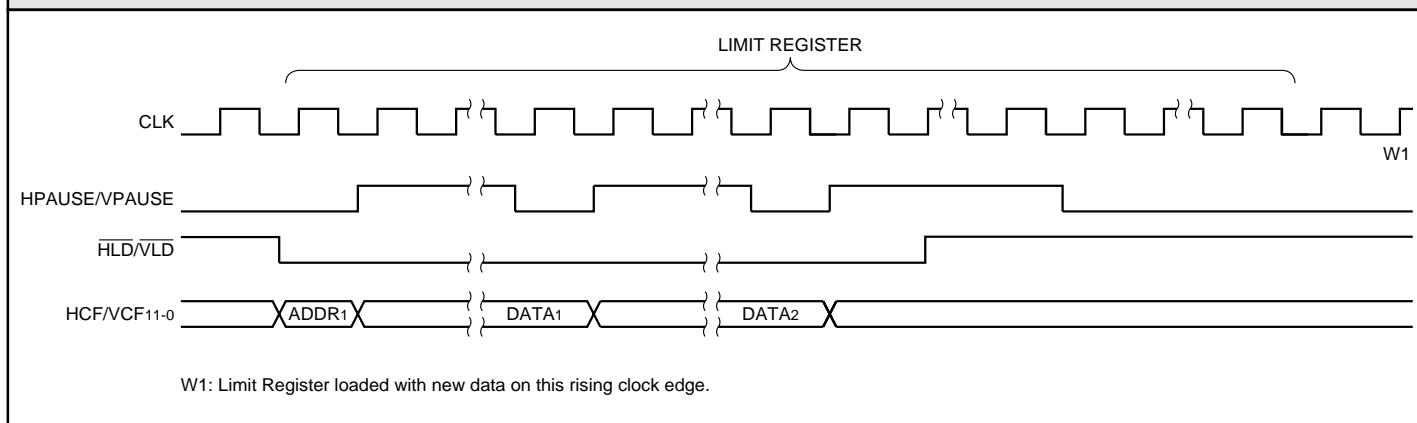 LIMIT REGISTER
CLK
W1
HPAUSE/VPAUSE
HLD/VLD
HCF/VCF11-0 ADDR1 DATA1 DATA2
W1: Limit Register loaded with new data on this rising clock edge.